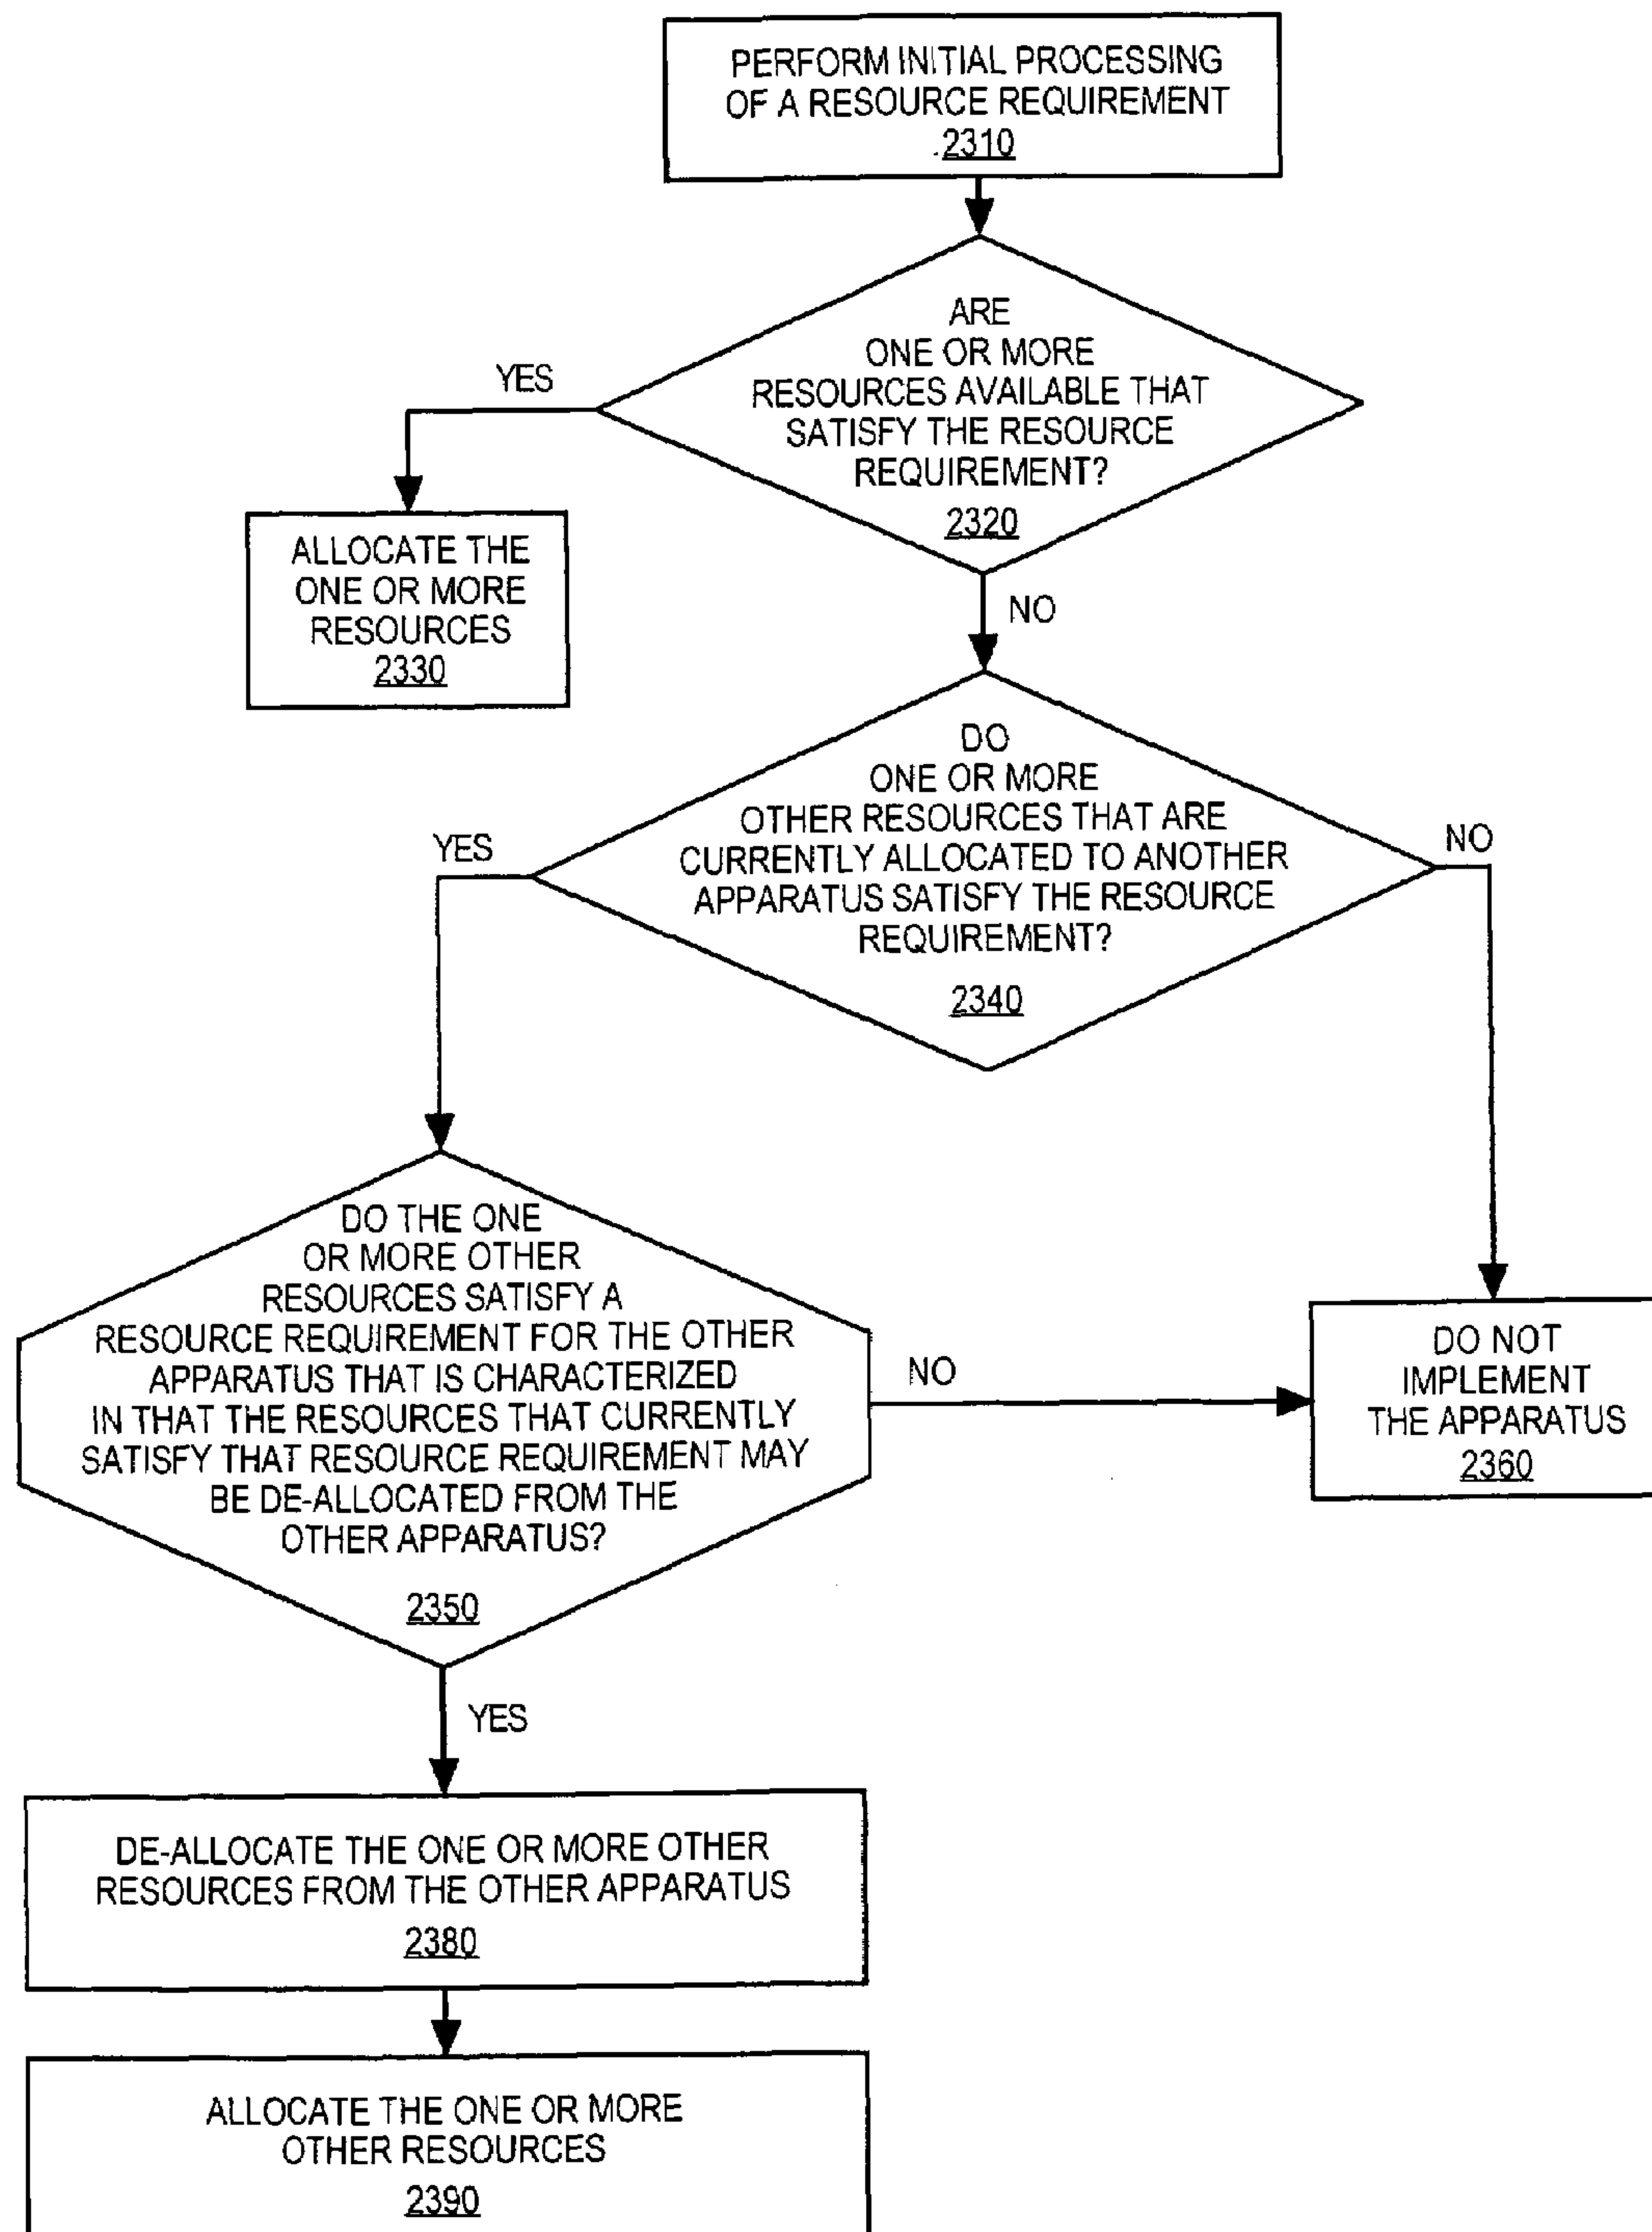 PERFORM INITIAL PROCESSING
OF A RESOURCE REQUIREMENT
2310
ARE
ONE OR MORE
RESOURCES AVAILABLE THAT
SATISFY THE RESOURCE
REQUIREMENT?
2320
YES
ALLOCATE THE
ONE OR MORE
RESOURCES
2330
NO
DO
ONE OR MORE
OTHER RESOURCES THAT ARE
CURRENTLY ALLOCATED TO ANOTHER
APPARATUS SATISFY THE RESOURCE
REQUIREMENT?
2340
YES
NO
DO THE ONE
OR MORE OTHER
RESOURCES SATISFY A
RESOURCE REQUIREMENT FOR THE OTHER
APPARATUS THAT IS CHARACTERIZED
IN THAT THE RESOURCES THAT CURRENTLY
SATISFY THAT RESOURCE REQUIREMENT MAY
BE DE-ALLOCATED FROM THE
OTHER APPARATUS?
2350
NO
DO NOT
IMPLEMENT
THE APPARATUS
2360
YES
DE-ALLOCATE THE ONE OR MORE OTHER
RESOURCES FROM THE OTHER APPARATUS
2380
ALLOCATE THE ONE OR MORE
OTHER RESOURCES
2390